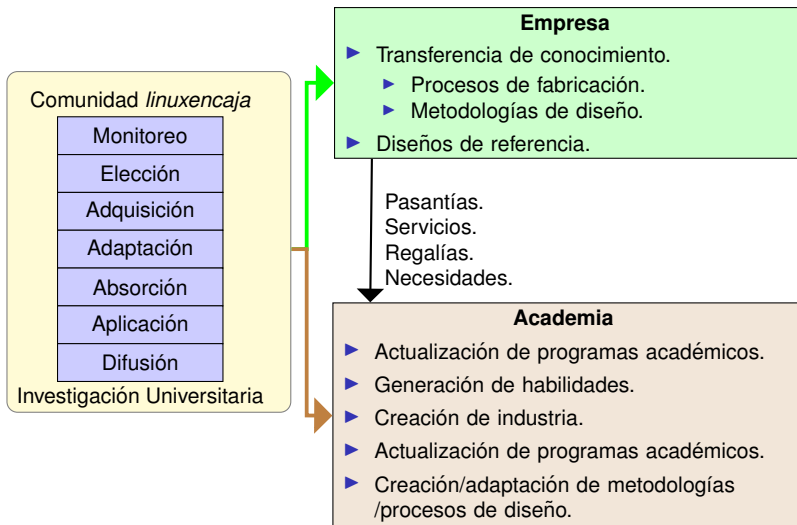 Comunidad linuxencaja
Monitoreo
Elección
Adquisición
Adaptación
Absorción
Aplicación
Difusión
Investigación Universitaria
Empresa
Transferencia de conocimiento.
Procesos de fabricación.
Metodologías de diseño.
Diseños de referencia.
Pasantías.
Servicios.
Regalías.
Necesidades.
Academia
Actualización de programas académicos.
Generación de habilidades.
Creación de industria.
Actualización de programas académicos.
Creación/adaptación de metodologías
/procesos de diseño.